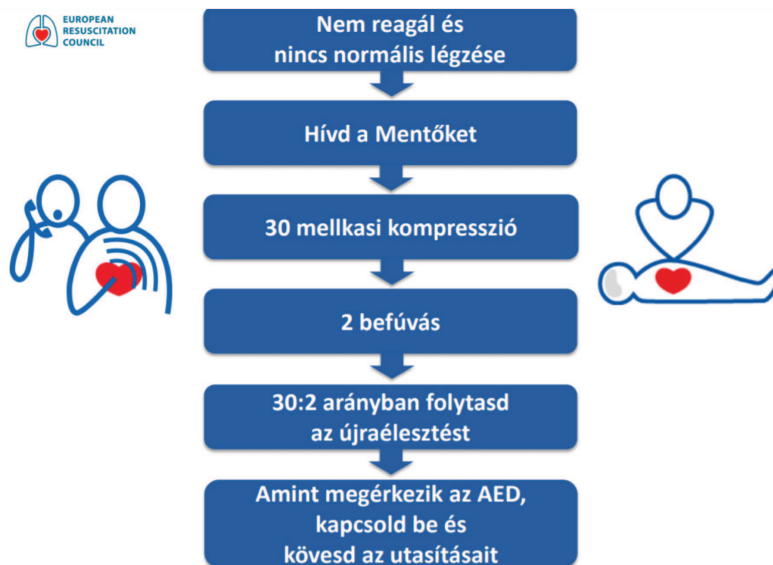 EUROPEAN
RESUSCITATION
COUNCIL
Nem reagál és
nincs normális légzése
Hívd a Mentőket
30 mellkasi kompresszió
2 befúvás
30:2 arányban folytasd
az újraélesztést
Amint megérkezik az AED,
kapcsold be és
kövesd az utasításait